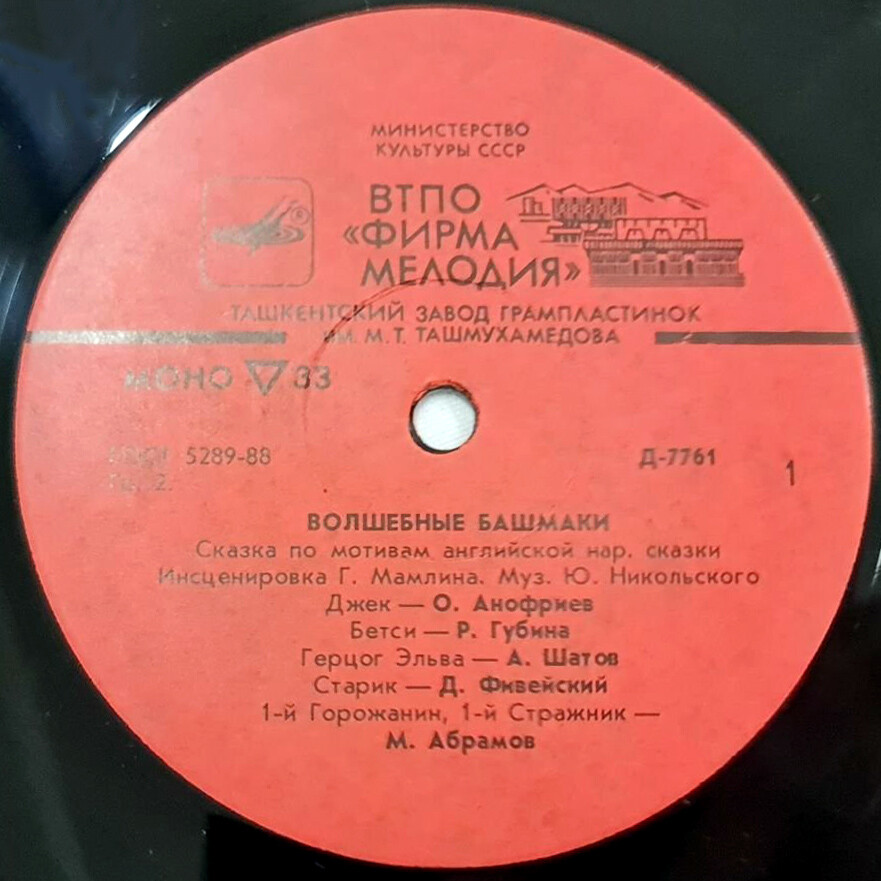 МИНИСТЕРСТВО
КУЛЬТУРЫ СССР
ВТПО
«ФИРМА
МЕЛОДИЯ»
ТАШКЕНТСКИЙ ЗАВОД ГРАМПЛАСТИНОК
ИМ. М. Т. ТАШМУХАМЕДОВА
МОНО 33
5289-88
Д-7761
1
ВОЛШЕБНЫЕ БАШМАКИ
Сказка по мотивам английской нар. сказки
Инсценировка Г. Мамлина. Муз. Ю. Никольского
Джек — О. Анофриев
Бетси — Р. Губина
Герцог Эльва — А. Шатов
Старик — Д. Фивейский
1-й Горожанин, 1-й Стражник —
М. Абрамов